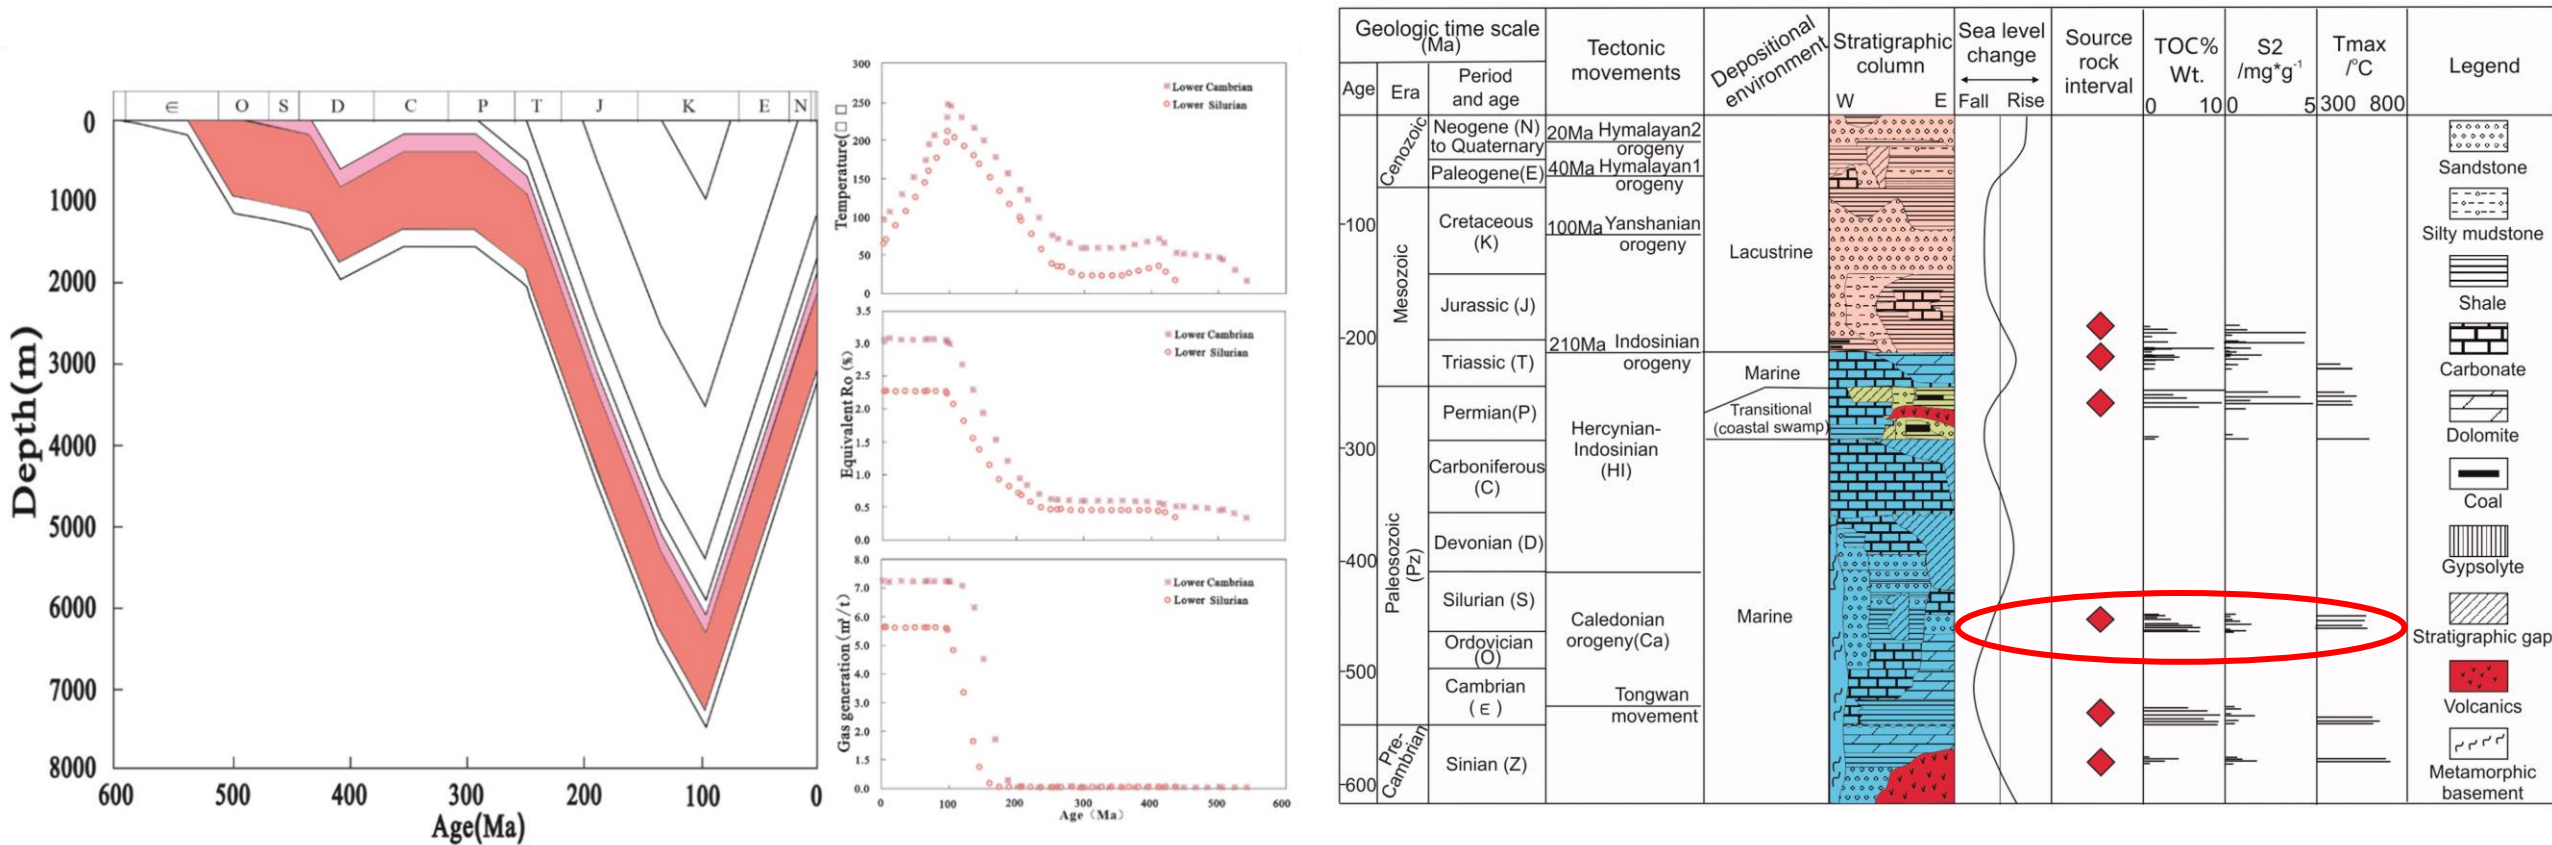 ∈ O S D C P T J K E N
0
1000
2000
3000
4000
5000
6000
7000
8000
Depth(m)
600 500 400 300 200 100 0
Age(Ma)
300
250
200
150
100
50
0
Temperature(□ □
Lower Cambrian
Lower Silurian
3.5
3.0
2.5
2.0
1.5
1.0
0.5
0.0
Equivalent Ro (%)
Lower Cambrian
Lower Silurian
8.0
7.0
6.0
5.0
4.0
3.0
2.0
1.5
0.0
Gas generation (m³/t)
Lower Cambrian
Lower Silurian
0 100 200 300 400 500 600
Age (Ma)
Geologic time scale
(Ma)
Age
Era
Period
and age
Tectonic
movements
Depositional
environment
Stratigraphic
column
W E
Sea level
change
Fall Rise
Source
rock
interval
TOC%
Wt.
0 10
S2
/mg*g⁻¹
0 5
Tmax
/°C
300 800
Legend
100
200
300
400
500
600
Cenozoic
Mesozoic
Paleosozoic
(Pz)
Pre-
Cambrian
Neogene (N)
to Quaternary
Paleogene(E)
Cretaceous
(K)
Jurassic (J)
Triassic (T)
Permian(P)
Carboniferous
(C)
Devonian (D)
Silurian (S)
Ordovician
(O)
Cambrian
(ε)
Sinian (Z)
20Ma Hymalayan2
orogeny
40Ma Hymalayan1
orogeny
100Ma Yanshanian
orogeny
210Ma Indosinian
orogeny
Hercynian-
Indosinian
(HI)
Caledonian
orogeny(Ca)
Tongwan
movement
Lacustrine
Marine
Transitional
(coastal swamp)
Marine
Sandstone
Silty mudstone
Shale
Carbonate
Dolomite
Coal
Gypsolyte
Stratigraphic gap
Volcanics
Metamorphic
basement